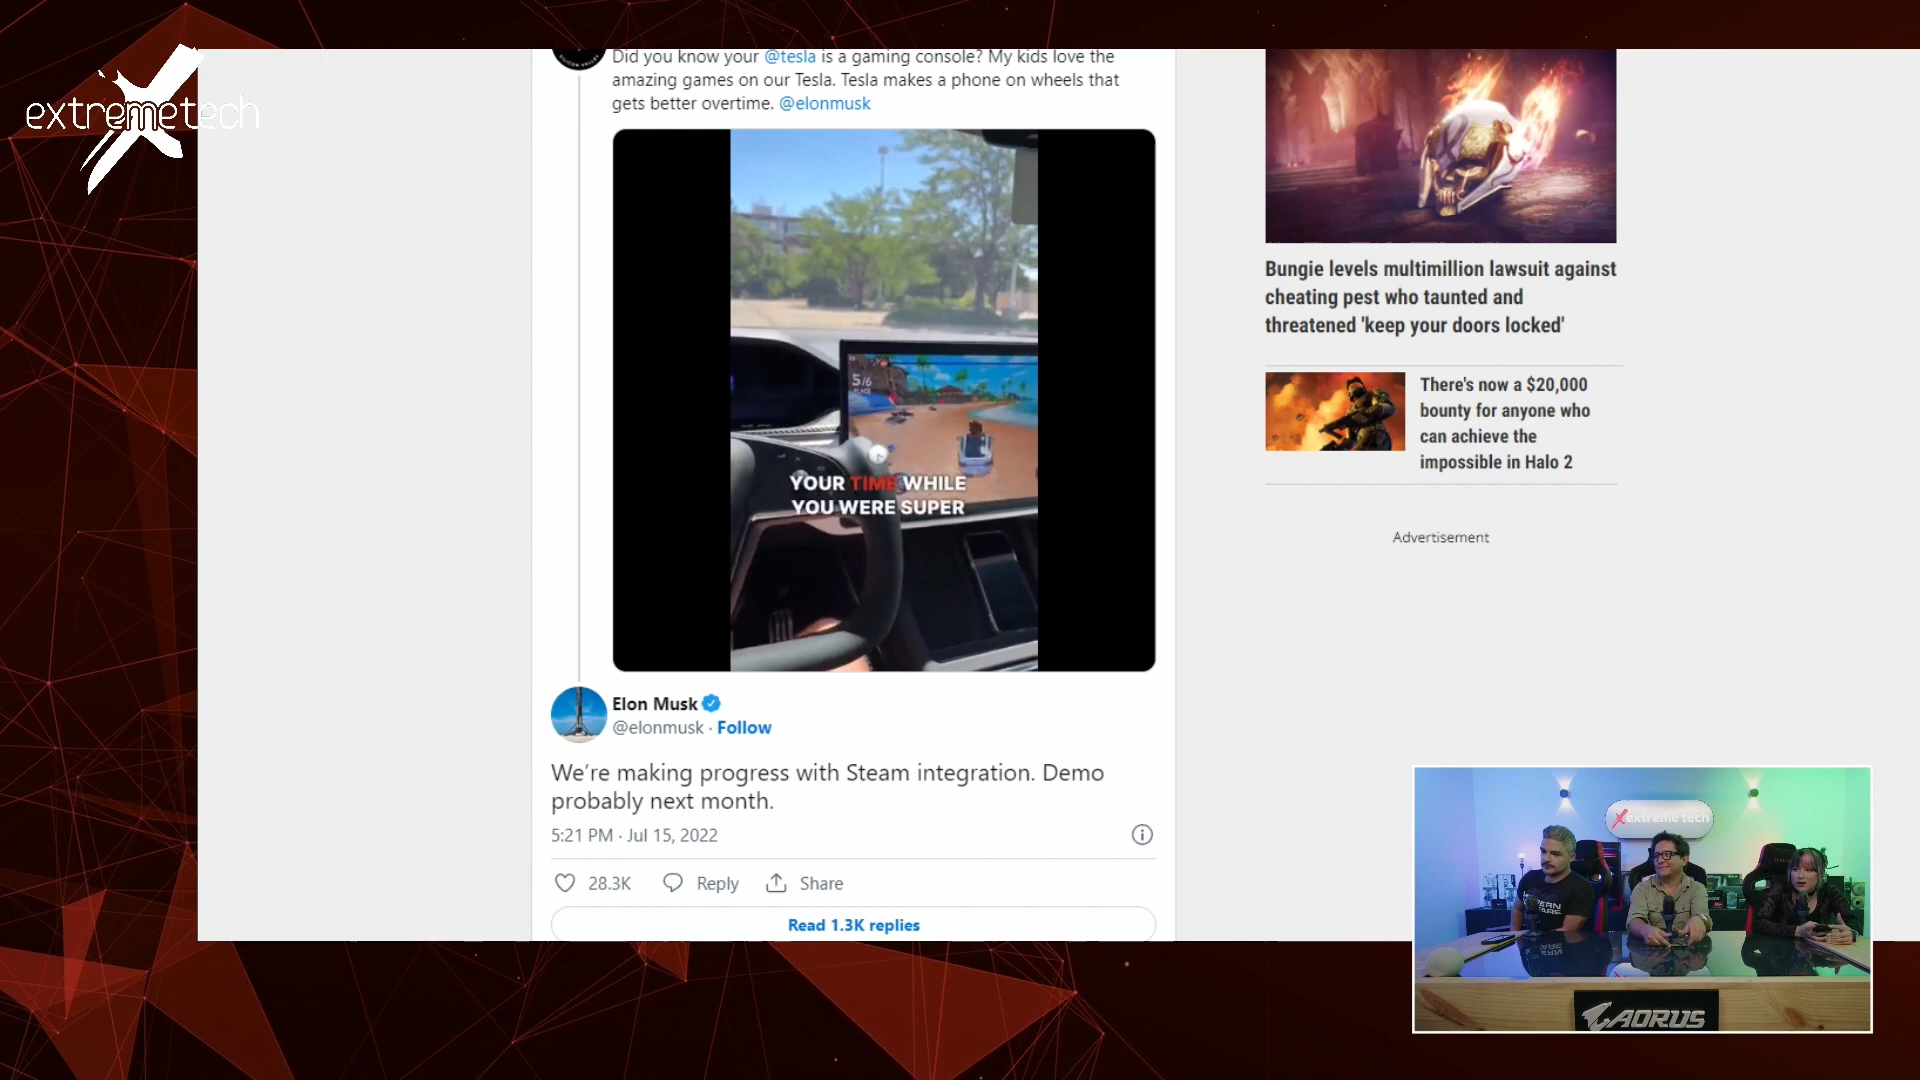 extremetech
Did you know your @tesla is a gaming console? My kids love the
amazing games on our Tesla. Tesla makes a phone on wheels that
gets better overtime. @elonmusk
5/6
YOUR TIME WHILE
YOU WERE SUPER
Elon Musk
@elonmusk · Follow
We’re making progress with Steam integration. Demo
probably next month.
5:21 PM · Jul 15, 2022
28.3K
Reply
Share
Read 1.3K replies
Bungie levels multimillion lawsuit against
cheating pest who taunted and
threatened 'keep your doors locked'
There's now a $20,000
bounty for anyone who
can achieve the
impossible in Halo 2
Advertisement
extreme tech
AORUS